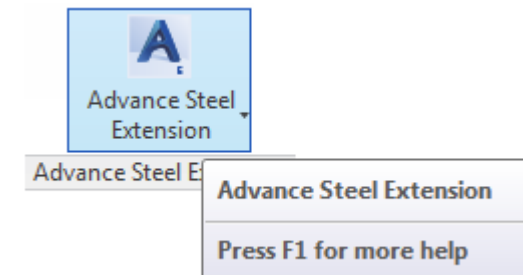 Advance Steel
Extension
Advance Steel E
Advance Steel Extension
Press F1 for more help